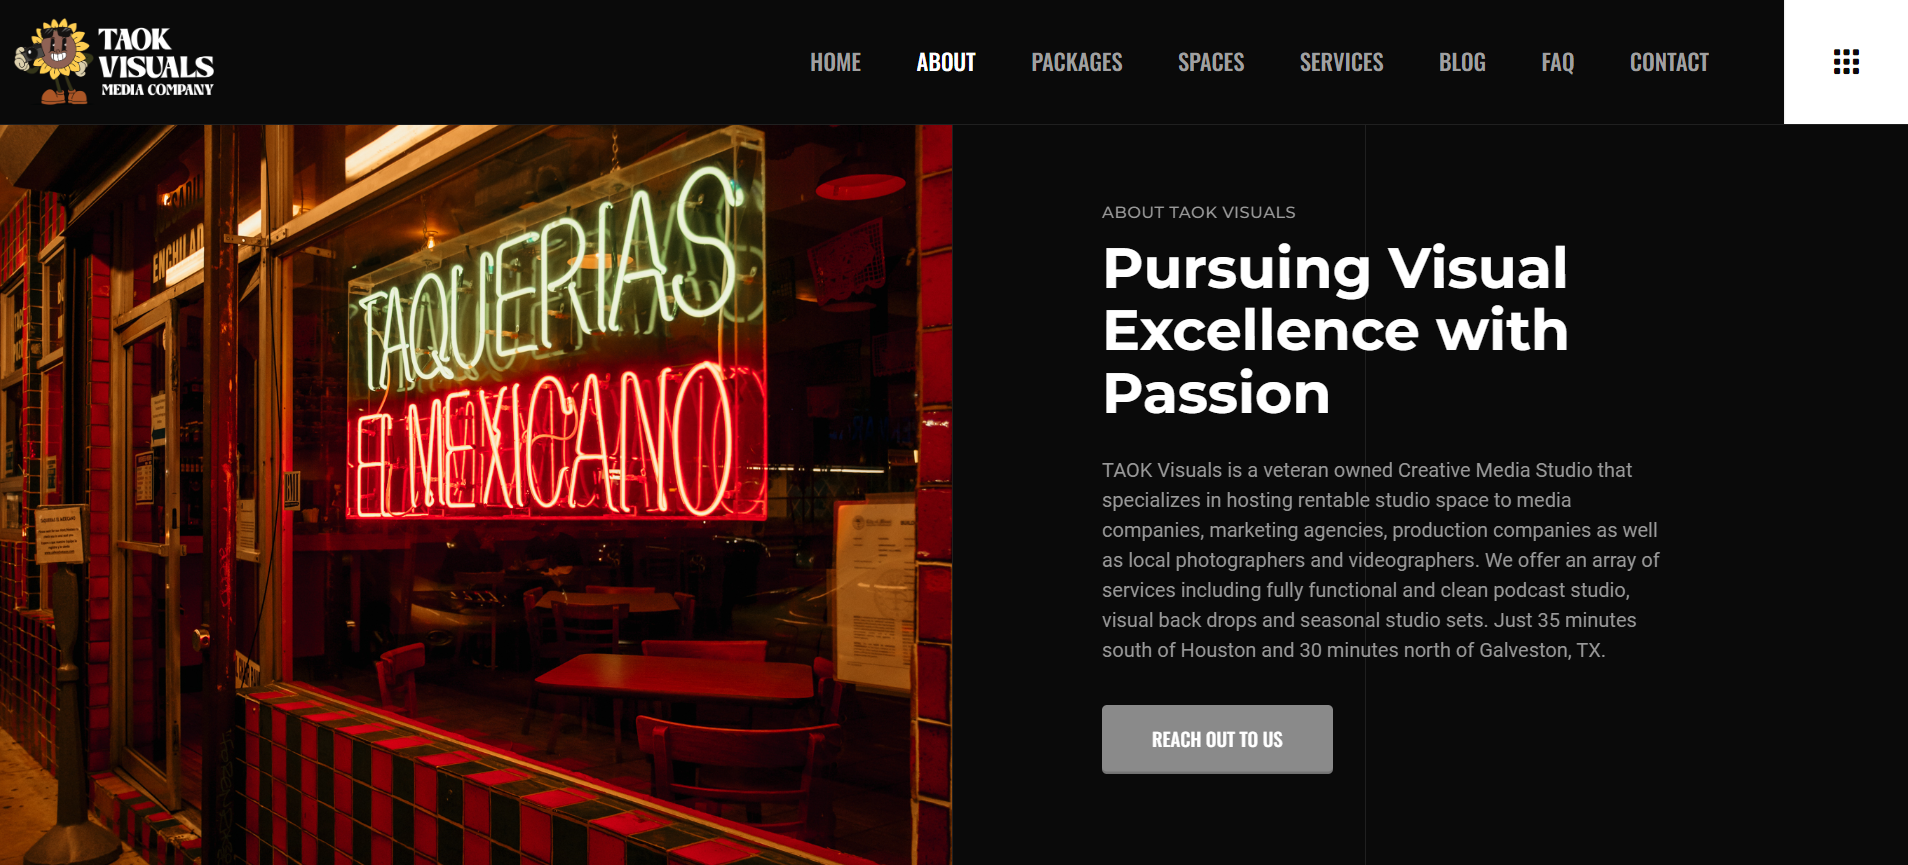 TAOK
VISUALS
MEDIA COMPANY
HOME ABOUT PACKAGES SPACES SERVICES BLOG FAQ CONTACT
TAQUERIAS
EL MEXICANO
ABOUT TAOK VISUALS
Pursuing Visual
Excellence with
Passion
TAOK Visuals is a veteran owned Creative Media Studio that
specializes in hosting rentable studio space to media
companies, marketing agencies, production companies as well
as local photographers and videographers. We offer an array of
services including fully functional and clean podcast studio,
visual back drops and seasonal studio sets. Just 35 minutes
south of Houston and 30 minutes north of Galveston, TX.
REACH OUT TO US